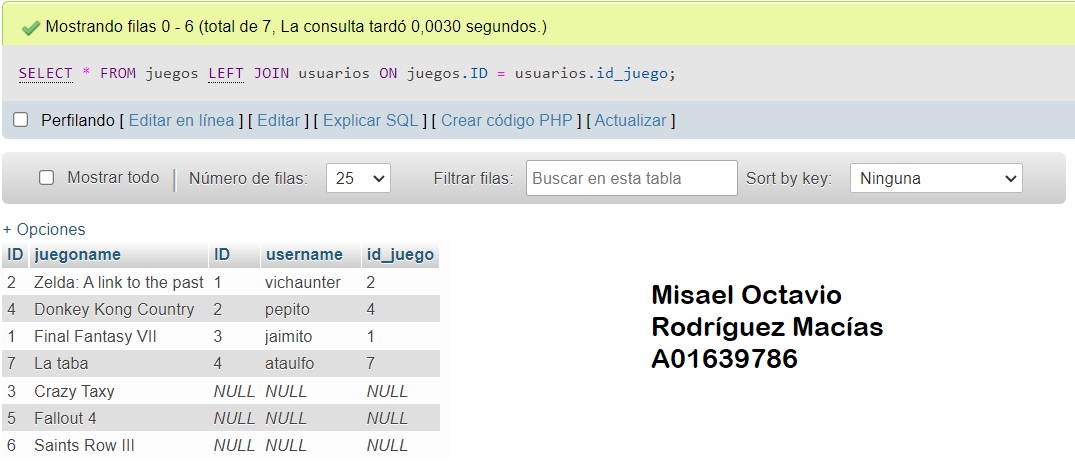 Mostrando filas 0 - 6 (total de 7, La consulta tardó 0,0030 segundos.)
SELECT * FROM juegos LEFT JOIN usuarios ON juegos.ID = usuarios.id_juego;
Perfilando [ Editar en línea ] [ Editar ] [ Explicar SQL ] [ Crear código PHP ] [ Actualizar ]
Mostrar todo | Número de filas: 25 Filtrar filas: Buscar en esta tabla Sort by key: Ninguna
+ Opciones
ID juegoname ID username id_juego
2 Zelda: A link to the past 1 vichaunter 2
4 Donkey Kong Country 2 pepito 4
1 Final Fantasy VII 3 jaimito 1
7 La taba 4 ataulfo 7
3 Crazy Taxy NULL NULL NULL
5 Fallout 4 NULL NULL NULL
6 Saints Row III NULL NULL NULL
Misael Octavio
Rodríguez Macías
A01639786